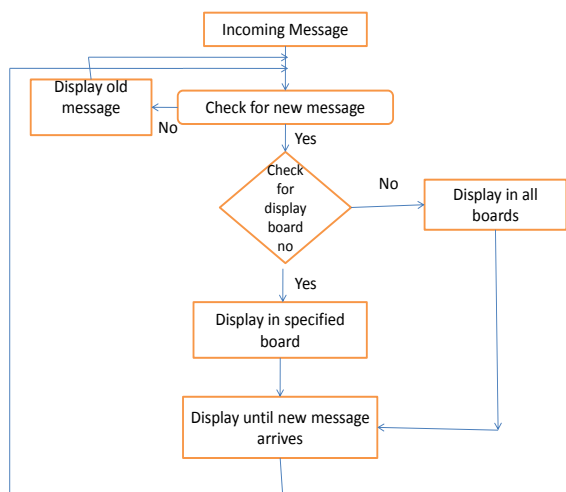 Incoming Message
Display old
message
Check for new message
No
Yes
Check
for
display
board
no
No
Display in all
boards
Yes
Display in specified
board
Display until new message
arrives